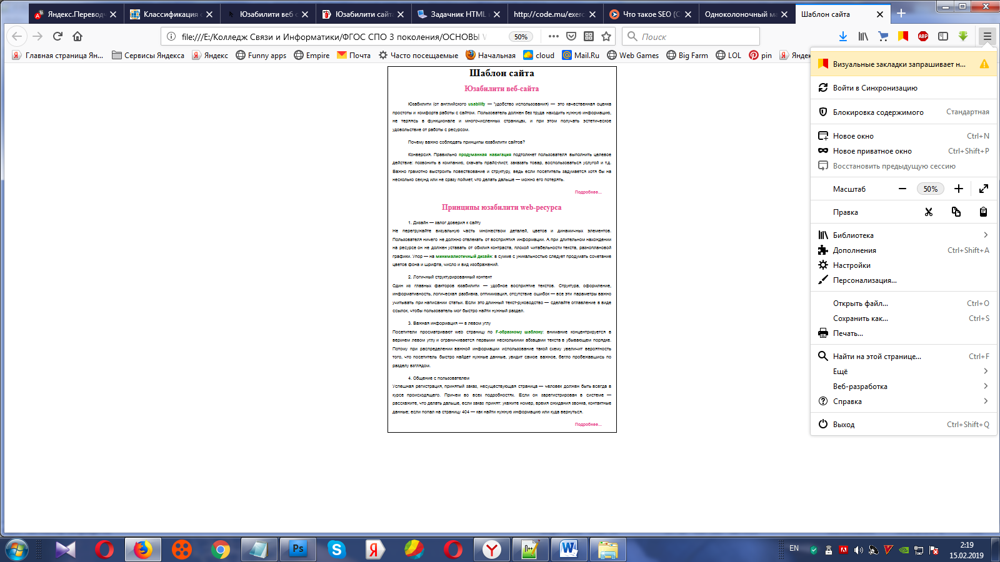 Яндекс.Перевод
Классификация
Юзабилити веб
Юзабилити сайт
Задачник HTML
http://code.mu/exerc
Что такое SEO (С
Одноколоночный ма
Шаблон сайта
file:///E:/Колледж Связи и Информатики/ФГОС СПО 3 поколения/ОСНОВЫ W
50%
Поиск
ABP
Главная страница Ян...
Сервисы Яндекса
Яндекс
Funny apps
Empire
Почта
Часто посещаемые
Начальная
cloud
Mail.Ru
Web Games
Big Farm
LOL
pin
Яндек
Шаблон сайта
Юзабилити веб-сайта
Юзабилити (от английского usability — "удобство использования) — это качественная оценка
простоты и комфорта работы с сайтом. Пользователь должен без труда находить нужную информацию,
не теряясь в функционале и многочисленных страницах, и при этом получать эстетическое
удовольствие от работы с ресурсом.
Почему важно соблюдать принципы юзабилити сайтов?
Конверсия. Правильно продуманная навигация подтолкнет пользователя выполнить целевое
действие: позвонить в компанию, скачать прайс-лист, заказать товар, воспользоваться услугой и т.д.
Важно грамотно выстроить повествование и структуру, ведь если посетитель задумается хотя бы на
несколько секунд или не сразу поймет, что делать дальше — можно его потерять.
Подробнее...
Принципы юзабилити web-ресурса
1. Дизайн — залог доверия к сайту
Не перегружайте визуальную часть множеством деталей, цветов и динамичных элементов.
Пользователя ничего не должно отвлекать от восприятия информации. А при длительном нахождении
на ресурсе он не должен уставать от обилия контраста, плохой читабельности текста, разноплановой
графики. Упор — на минималистичный дизайн: в сумме с уникальностью следует продумать сочетание
цветов фона и шрифта, число и вид изображений.
2. Логичный структурированный контент
Один из главных факторов юзабилити — удобное восприятие текстов. Структура, оформление,
информативность, логическая разбивка, оптимизация, отсутствие ошибок — все эти параметры важно
учитывать при написании статьи. Если это длинный текст-руководство — сделайте оглавление в виде
ссылок, чтобы пользователь мог быстро найти нужный раздел.
3. Важная информация — в левом углу
Посетители просматривают web страницу по F-образному шаблону: внимание концентрируется в
верхнем левом углу и ограничивается первыми несколькими абзацами текста в убывающем порядке.
Потому при распределении важной информации использование такой схему увеличит вероятность
того, что посетитель быстро найдет нужные данные, увидит самое важное, бегло пробежавшись по
разделу взглядом.
4. Общение с пользователем
Успешная регистрация, принятый заказ, несуществующая страница — человек должен быть всегда в
курсе происходящего. Причем во всех подробностях. Если он зарегистрирован в системе —
расскажите, что делать дальше, если заказ принят: укажите номер, время ожидания звонка, контактные
данные; если попал на страницу 404 — как найти нужную информацию или куда вернуться.
Подробнее...
Визуальные закладки запрашивает н...
Войти в Синхронизацию
Блокировка содержимого Стандартная
Новое окно Ctrl+N
Новое приватное окно Ctrl+Shift+P
Восстановить предыдущую сессию
Масштаб 50%
Правка
Библиотека
Дополнения Ctrl+Shift+A
Настройки
Персонализация...
Открыть файл... Ctrl+O
Сохранить как... Ctrl+S
Печать...
Найти на этой странице... Ctrl+F
Ещё
Веб-разработка
Справка
Выход Ctrl+Shift+Q
EN
2:19
15.02.2019